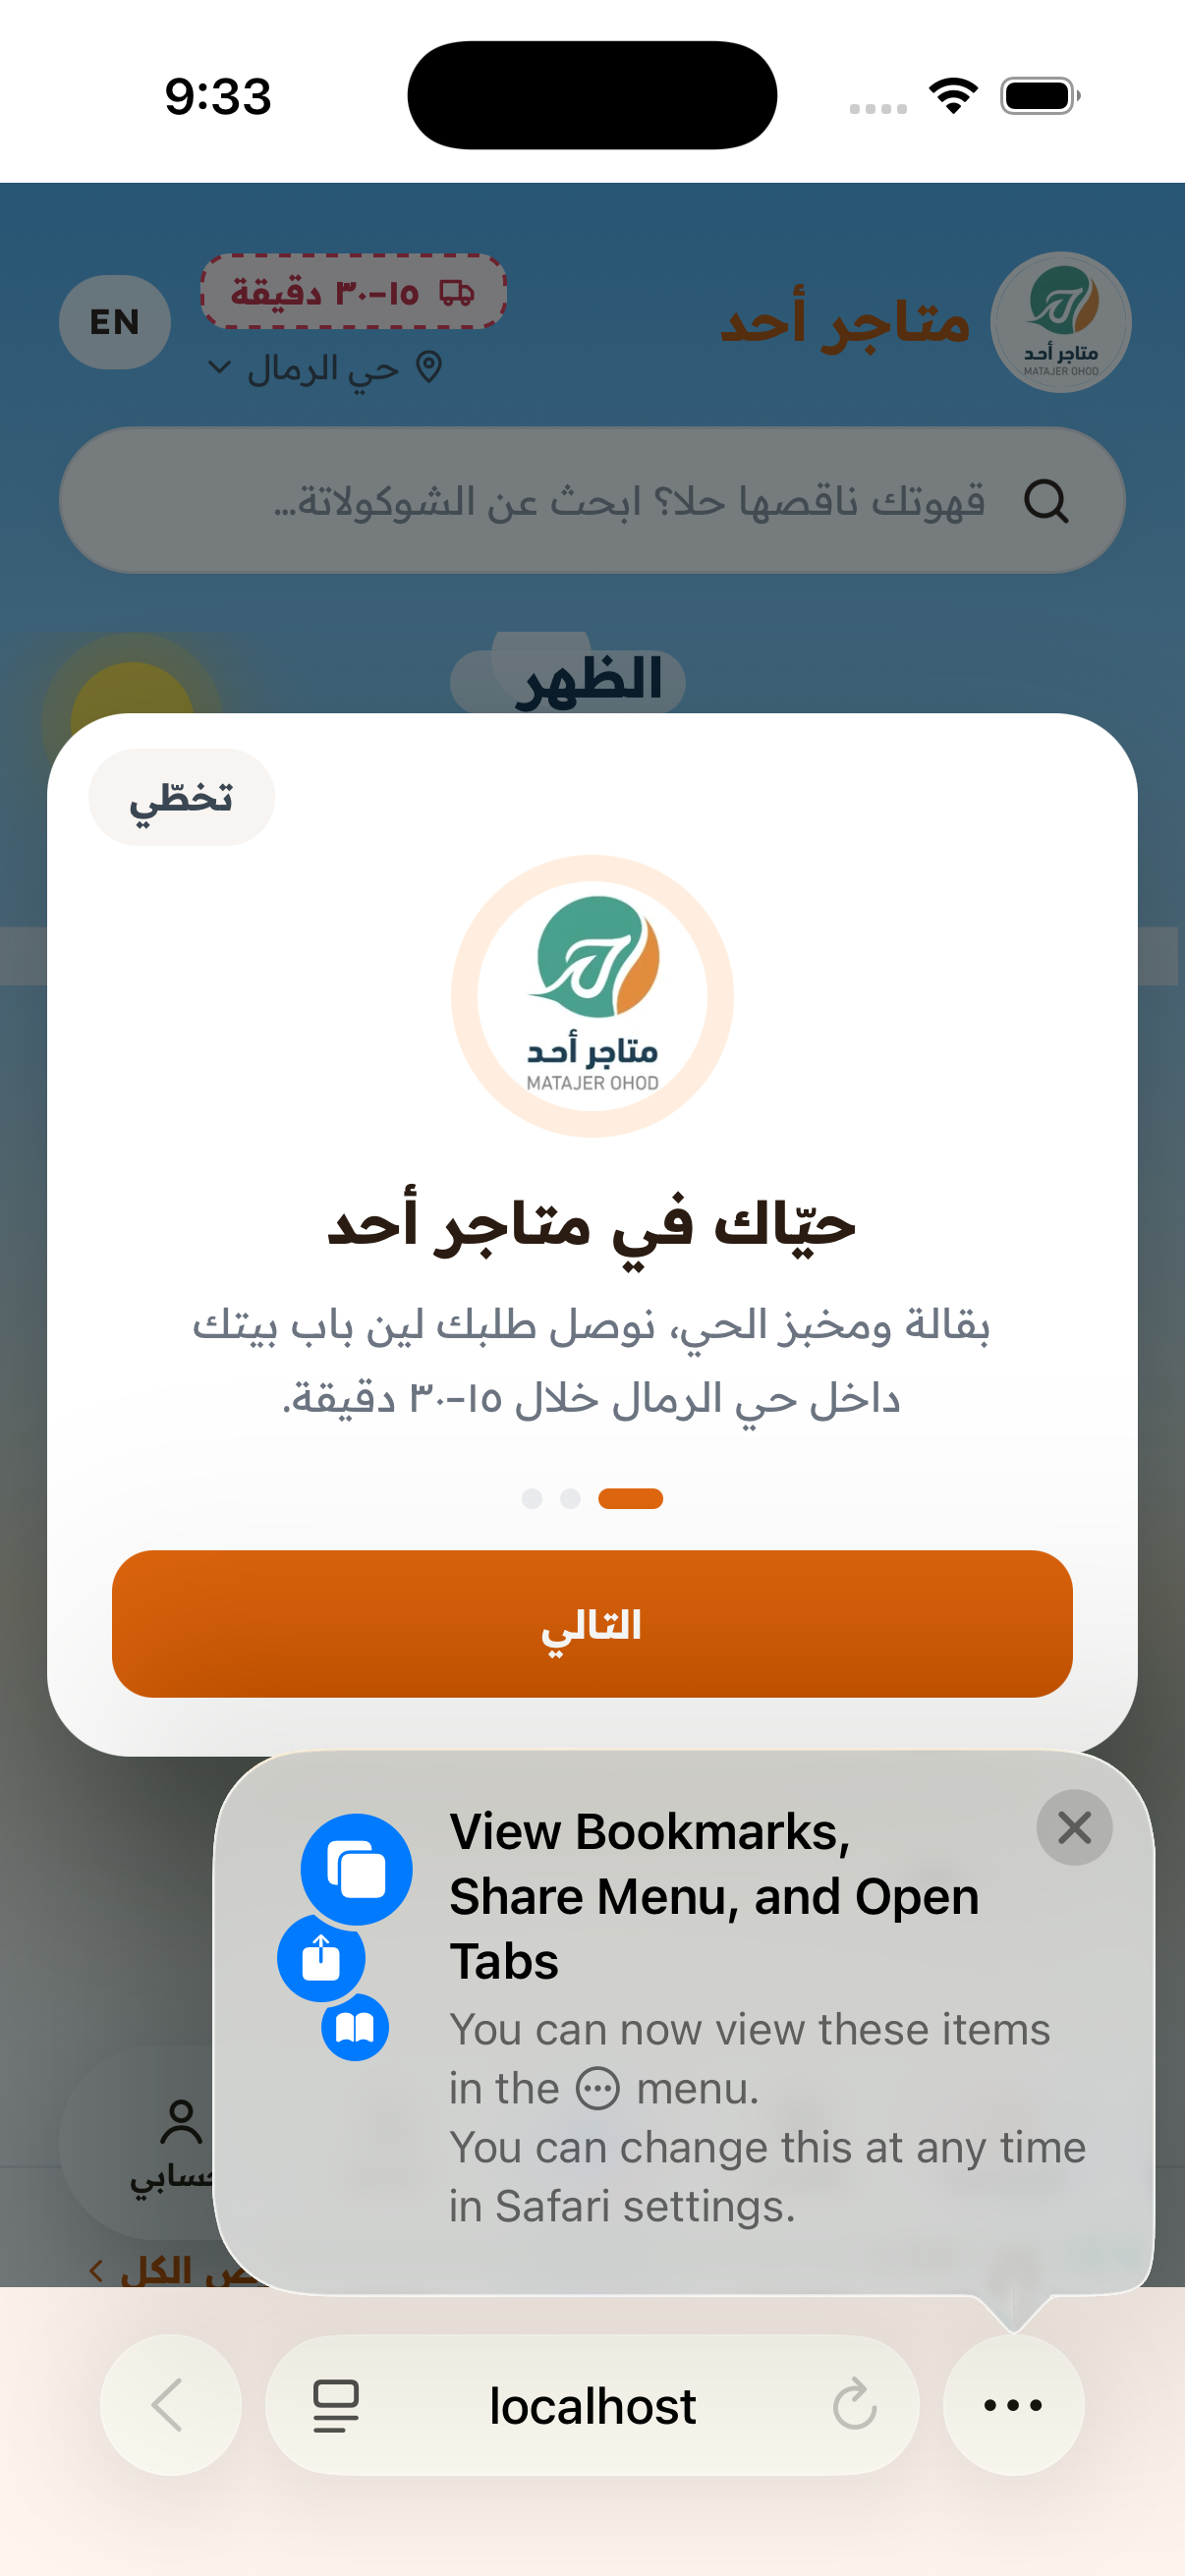 9:33
متاجر أحد
متاجر أحد
MATAJER OHOD
١٥-٣٠ دقيقة
حي الرمال
EN
قهوتك ناقصها حلا؟ ابحث عن الشوكولاتة...
الظهر
تخطّي
متاجر أحد
MATAJER OHOD
حيّاك في متاجر أحد
بقالة ومخبز الحي، نوصل طلبك لين باب بيتك
داخل حي الرمال خلال ١٥-٣٠ دقيقة.
التالي
View Bookmarks,
Share Menu, and Open
Tabs
You can now view these items
in the menu.
You can change this at any time
in Safari settings.
حسابي
الكل
localhost